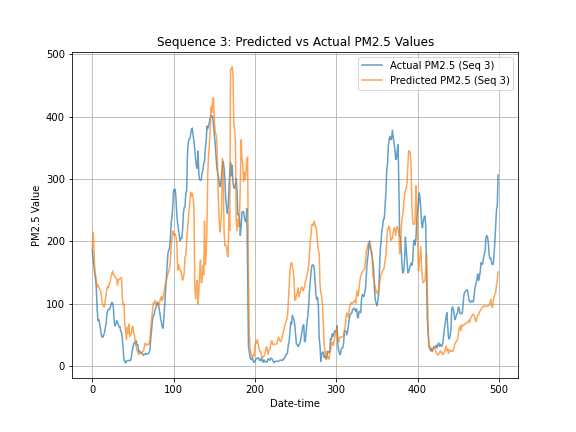 Sequence 3: Predicted vs Actual PM2.5 Values
Actual PM2.5 (Seq 3)
Predicted PM2.5 (Seq 3)
PM2.5 Value
500
400
300
200
100
0
0 100 200 300 400 500
Date-time